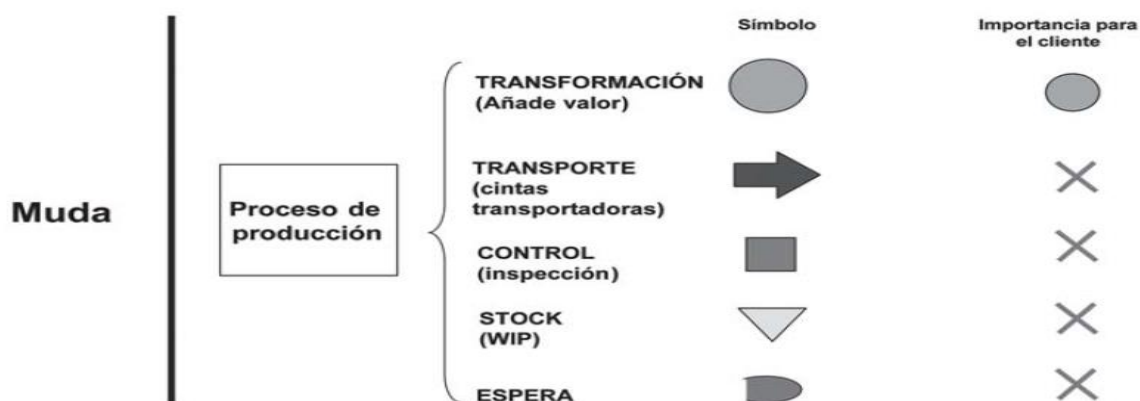 Símbolo
Importancia para
el cliente
TRANSFORMACIÓN
(Añade valor)
TRANSPORTE
(cintas
transportadoras)
Muda
Proceso de
producción
CONTROL
(inspección)
STOCK
(WIP)
ESPERA